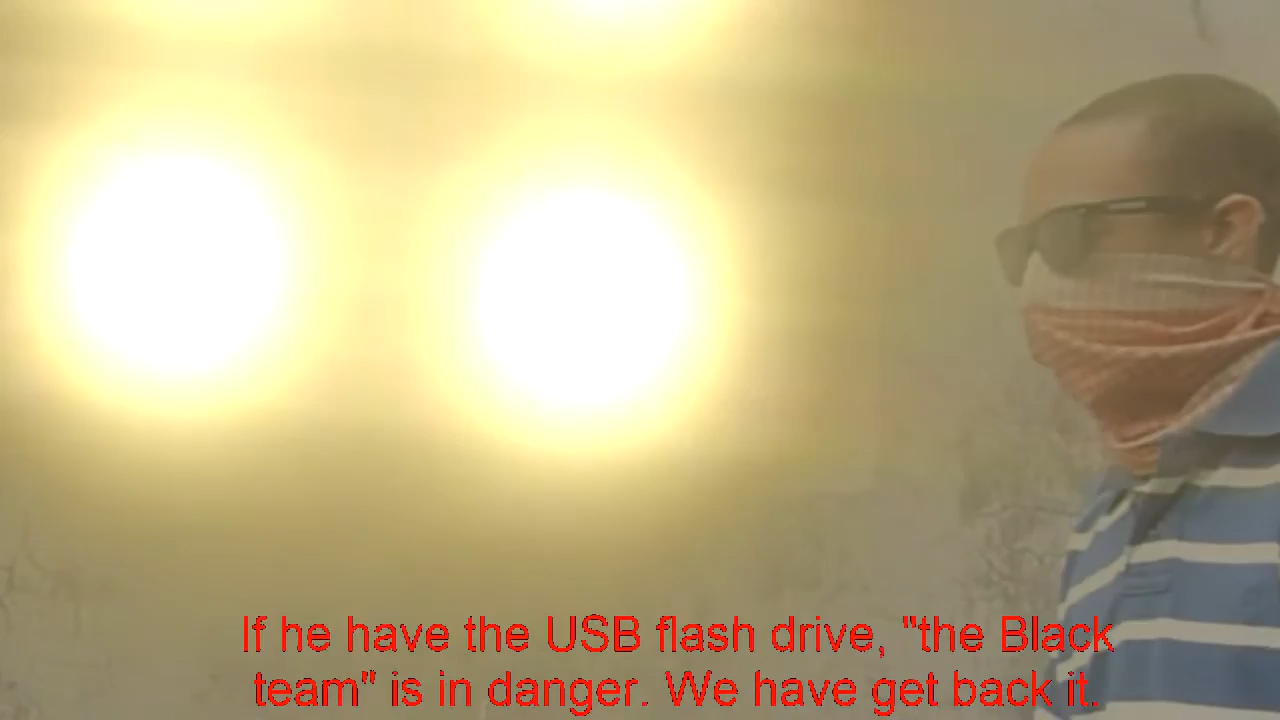 If he have the USB flash drive, "the Black
team" is in danger. We have get back it.